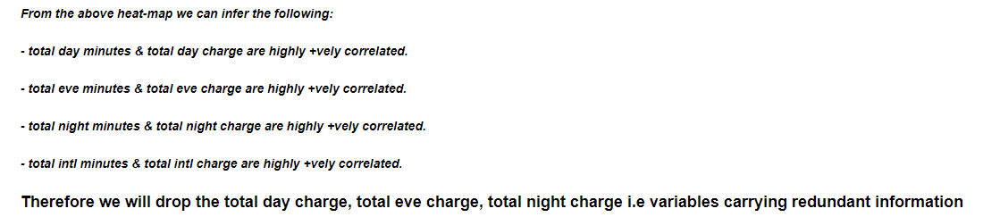 From the above heat-map we can infer the following:
- total day minutes & total day charge are highly +vely correlated.
- total eve minutes & total eve charge are highly +vely correlated.
- total night minutes & total night charge are highly +vely correlated.
- total intl minutes & total intl charge are highly +vely correlated.
Therefore we will drop the total day charge, total eve charge, total night charge i.e variables carrying redundant information